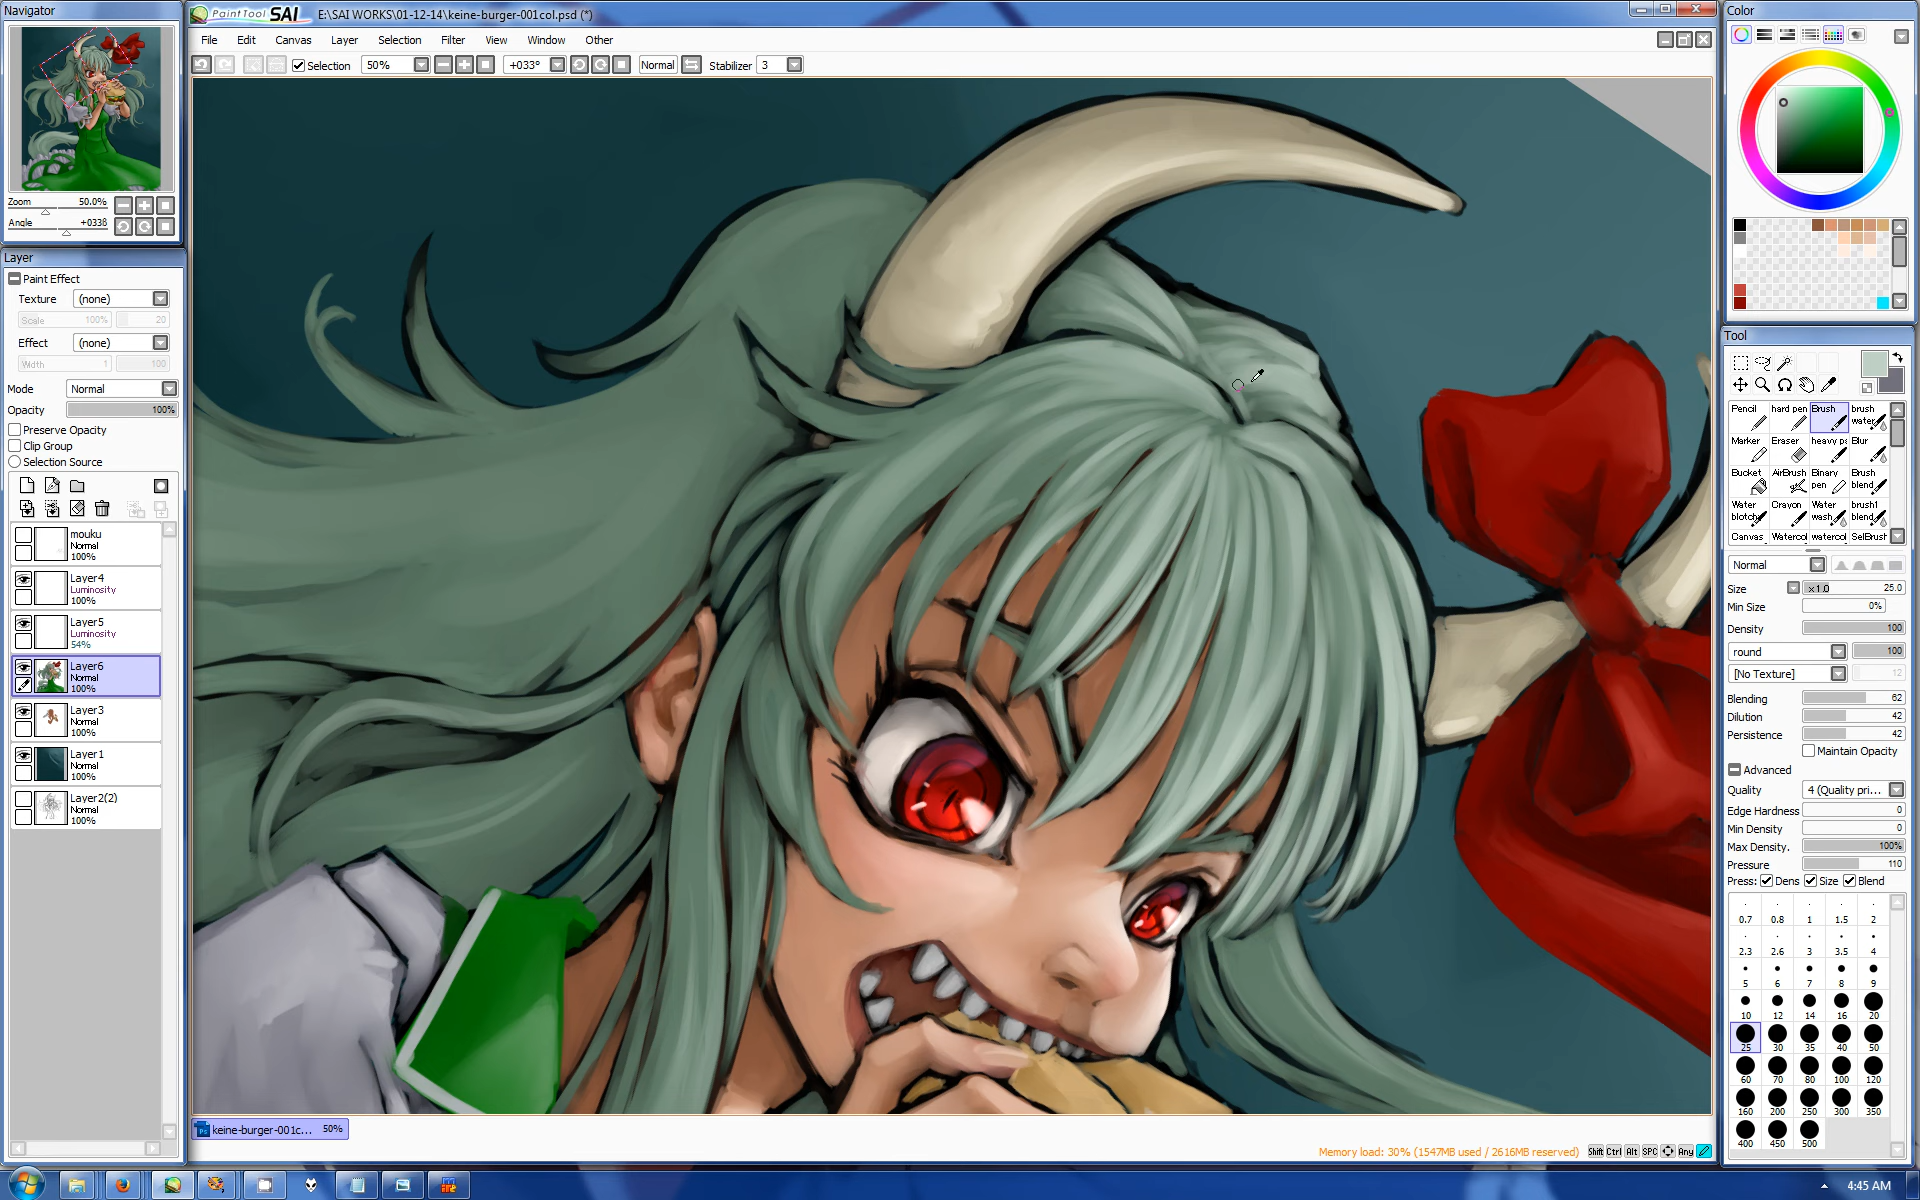 Navigator
Zoom 50.0%
Angle +033ß
PaintTool SAI E:\SAI WORKS\01-12-14\keine-burger-001col.psd (*)
File Edit Canvas Layer Selection Filter View Window Other
Selection 50% +033º Normal Stabilizer 3
Layer
Paint Effect
Texture (none)
Scale 100% 20
Effect (none)
Width 1 100
Mode Normal
Opacity 100%
Preserve Opacity
Clip Group
Selection Source
mouku
Normal
100%
Layer4
Luminosity
100%
Layer5
Luminosity
54%
Layer6
Normal
100%
Layer3
Normal
100%
Layer1
Normal
100%
Layer2(2)
Normal
100%
keine-burger-001c... 50%
Memory load: 30% (1547MB used / 2616MB reserved) Shift Ctrl Alt SPC Any
Color
Tool
Pencil hard pen Brush brush water
Marker Eraser heavy pa Blur
Bucket AirBrush Binary pen Brush blend
Water blotch Crayon Water wash brush1 blend
Canvas Watercol watercol SelBrush
Normal
Size x1.0 25.0
Min Size 0%
Density 100
round 100
[No Texture] 12
Blending 62
Dilution 42
Persistence 42
Maintain Opacity
Advanced
Quality 4 (Quality pri...
Edge Hardness 0
Min Density 0
Max Density. 100%
Pressure 110
Press: Dens Size Blend
0.7 0.8 1 1.5 2
2.3 2.6 3 3.5 4
5 6 7 8 9
10 12 14 16 20
25 30 35 40 50
60 70 80 100 120
160 200 250 300 350
400 450 500
4:45 AM